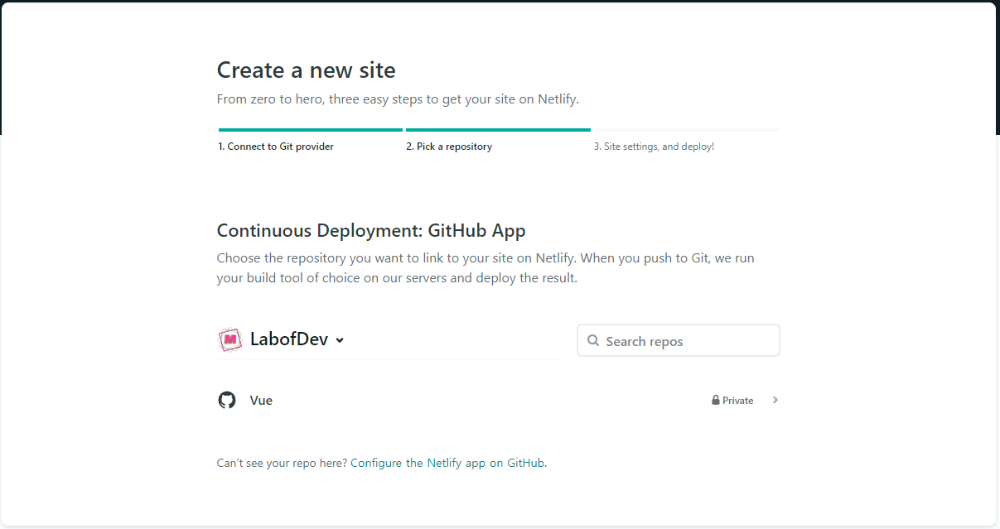 Create a new site
From zero to hero, three easy steps to get your site on Netlify.
1. Connect to Git provider
2. Pick a repository
3. Site settings, and deploy!
Continuous Deployment: GitHub App
Choose the repository you want to link to your site on Netlify. When you push to Git, we run
your build tool of choice on our servers and deploy the result.
M
LabofDev
Search repos
Vue
Private
Can’t see your repo here? Configure the Netlify app on GitHub.